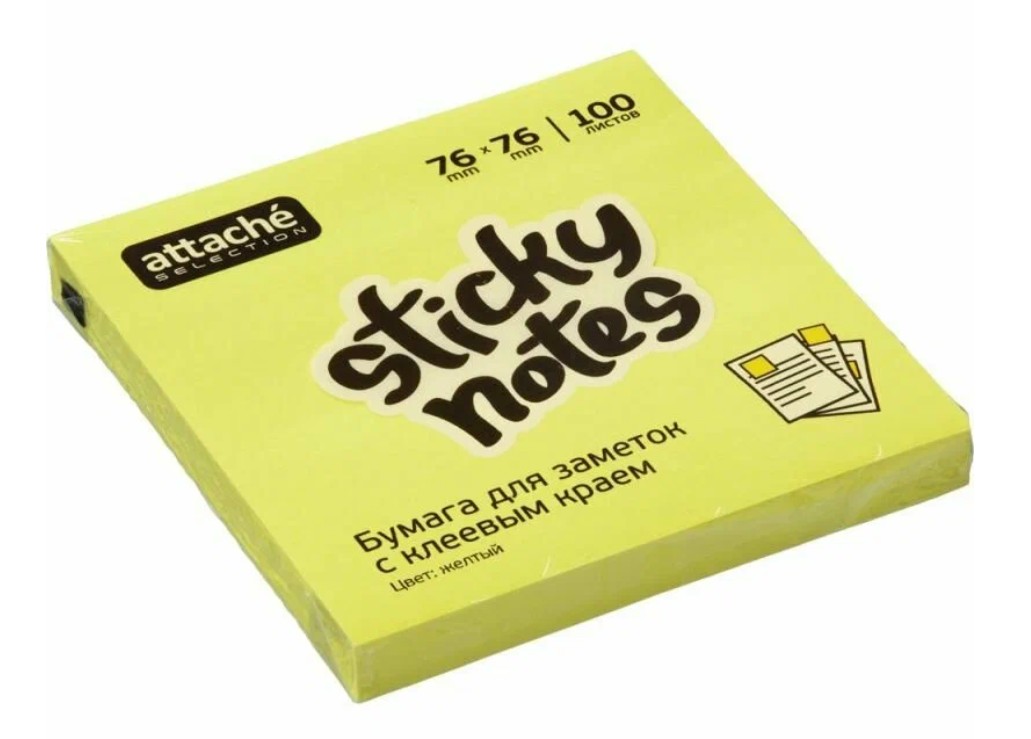 76 x 76 | 100
mm mm листов
attaché
SELECTION
sticky
notes
Бумага для заметок
с клеевым краем
Цвет: желтый